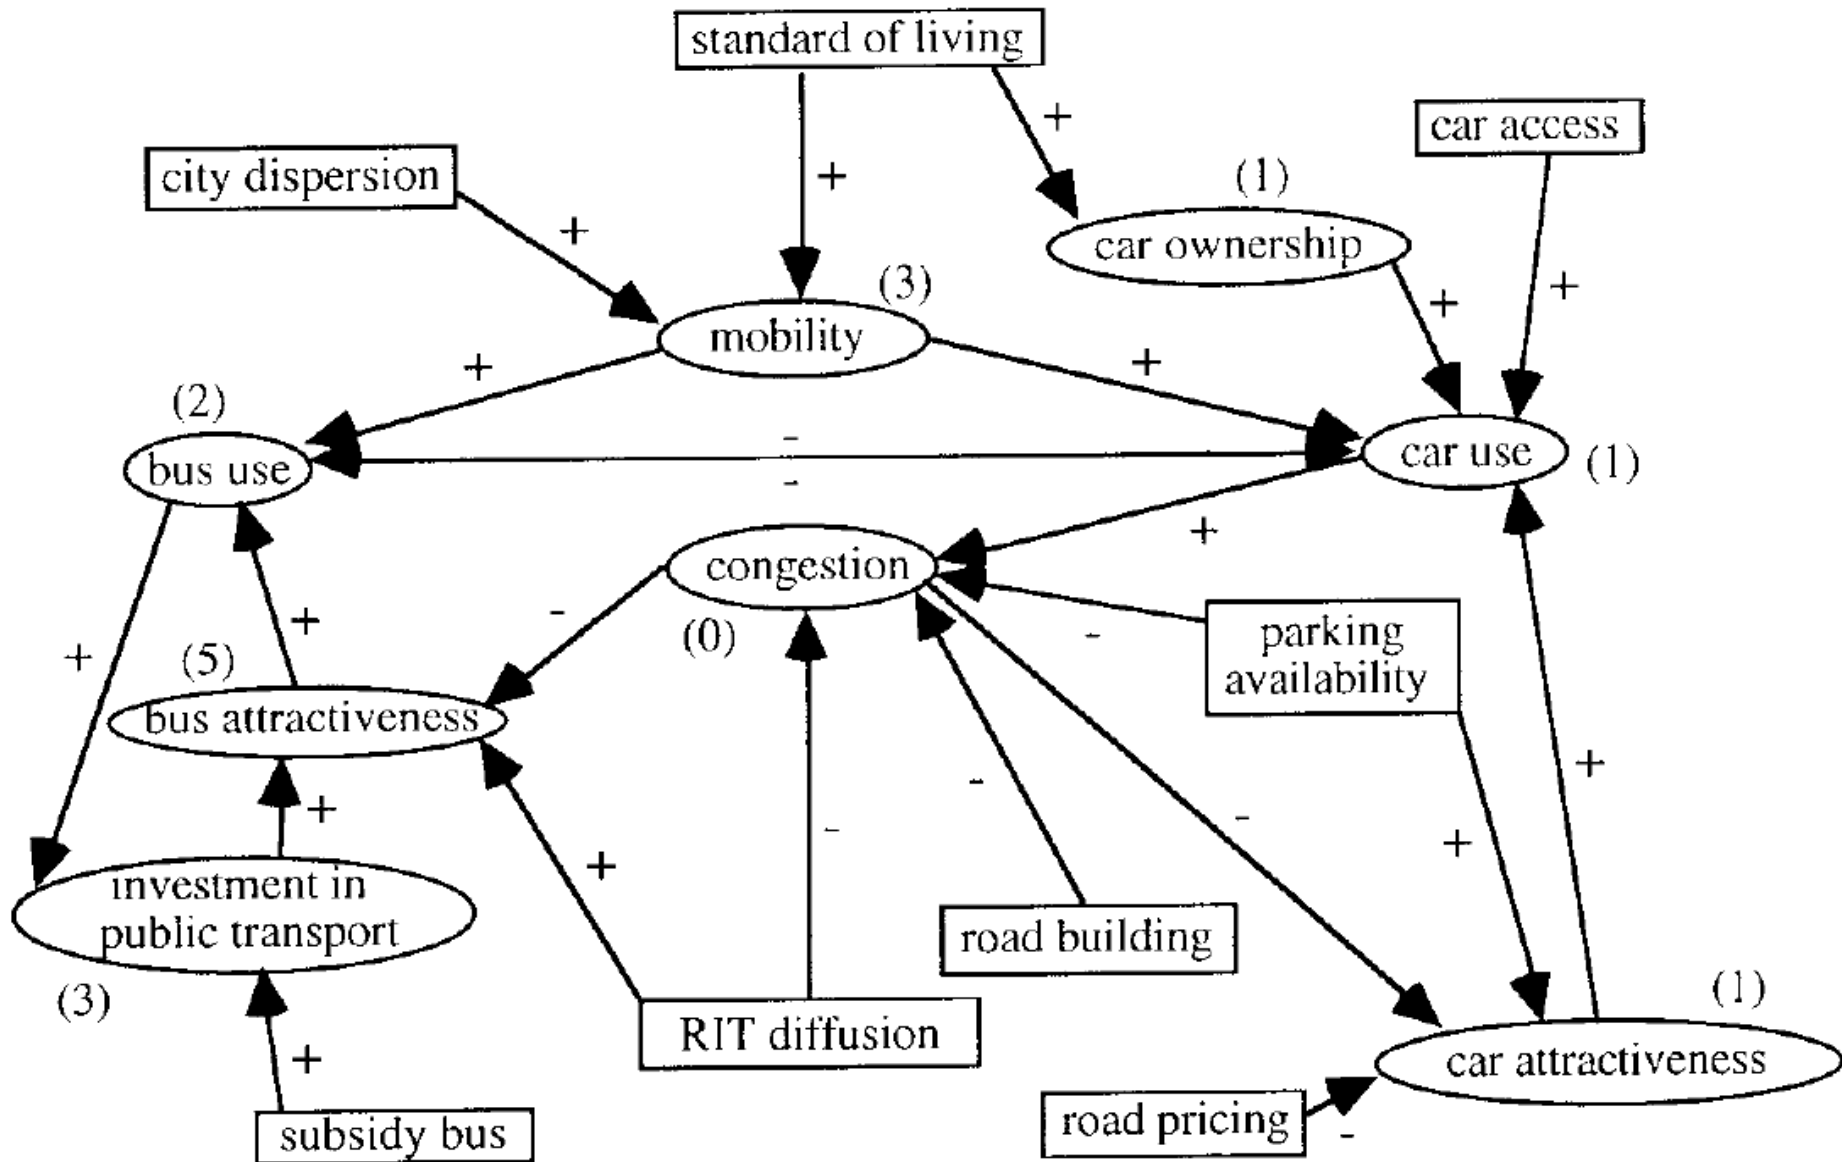 standard of living
+
car access
city dispersion
+
+
(1)
car ownership
+
+
(3)
mobility
+
+
(2)
bus use
-
-
car use
(1)
+
congestion
(0)
-
+
(5)
bus attractiveness
+
-
parking
availability
-
-
+
+
-
+
+
investment in
public transport
(3)
road building
RIT diffusion
(1)
car attractiveness
+
subsidy bus
road pricing
-